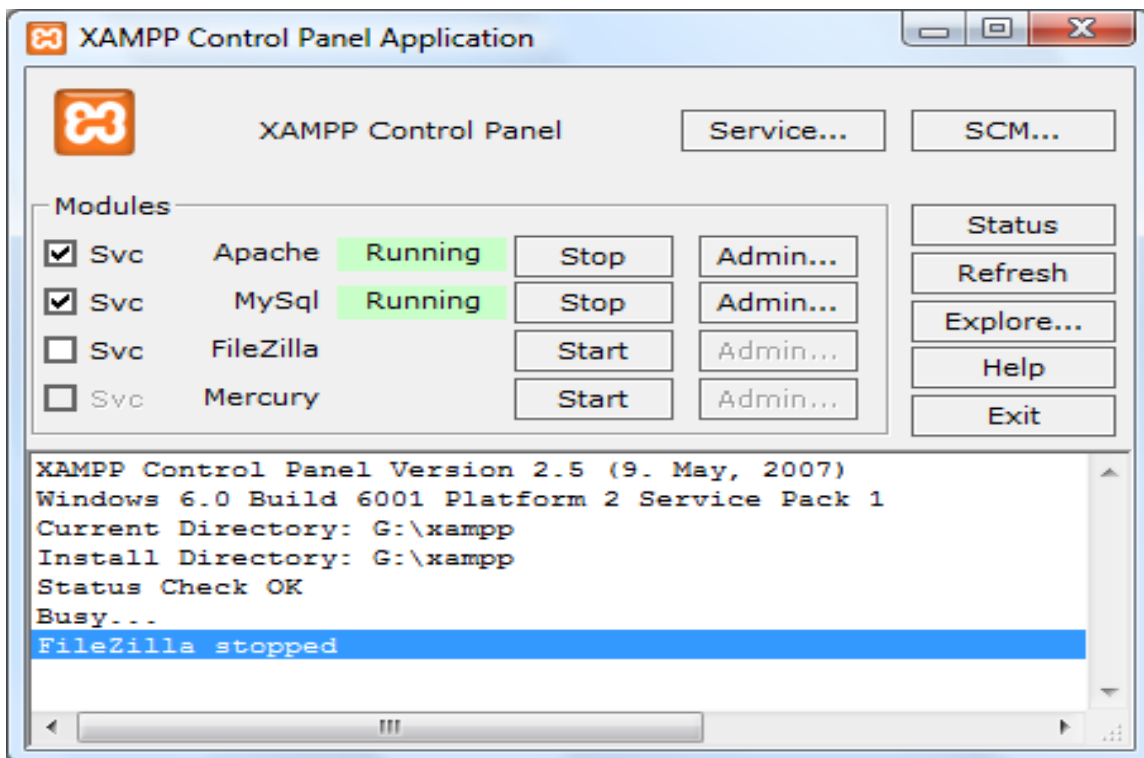 XAMPP Control Panel Application
XAMPP Control Panel Service... SCM...
Modules
Svc Apache Running Stop Admin...
Svc MySql Running Stop Admin...
Svc FileZilla Start Admin...
Svc Mercury Start Admin...
Status
Refresh
Explore...
Help
Exit
XAMPP Control Panel Version 2.5 (9. May, 2007)
Windows 6.0 Build 6001 Platform 2 Service Pack 1
Current Directory: G:\xampp
Install Directory: G:\xampp
Status Check OK
Busy...
FileZilla stopped